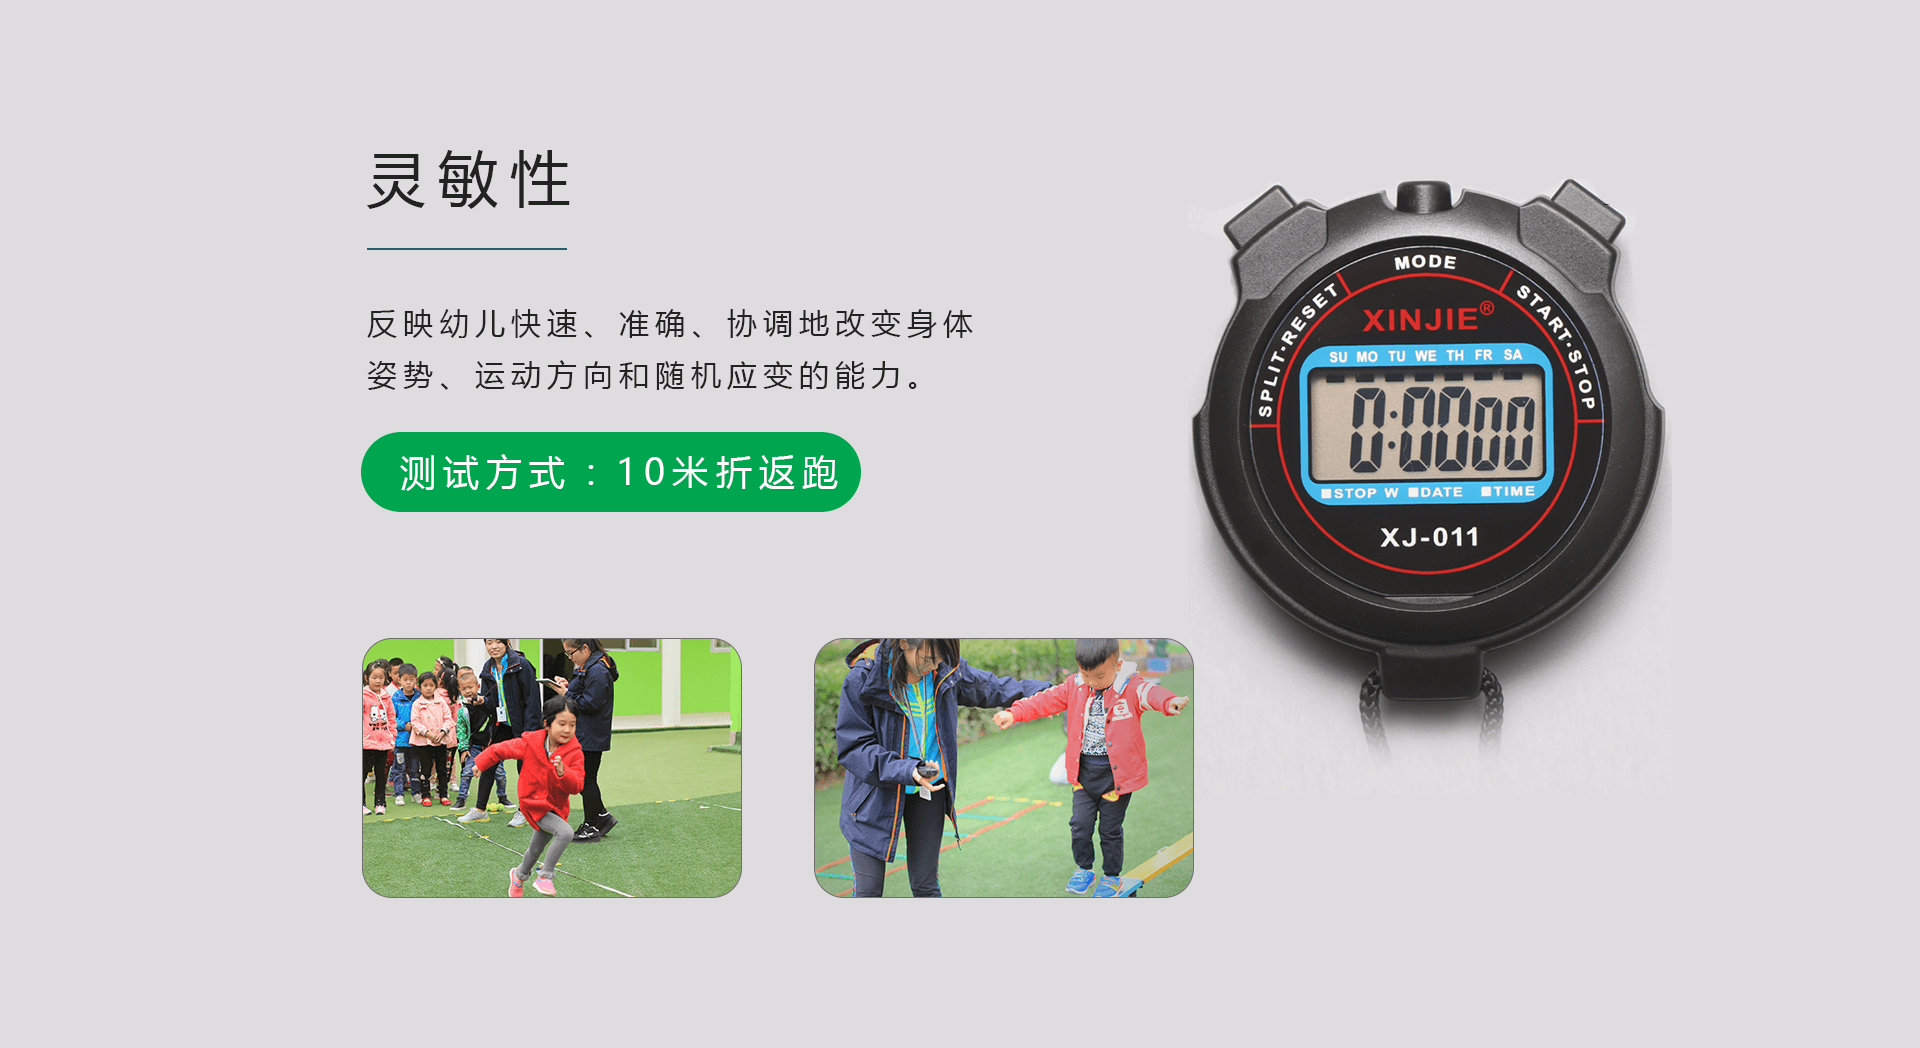 灵敏性
反映幼儿快速、准确、协调地改变身体
姿势、运动方向和随机应变的能力。
测试方式：10米折返跑
MODE
SPLIT·RESET
START·STOP
XINJIE®
SU MO TU WE TH FR SA
0:0000
STOP W DATE TIME
XJ-011